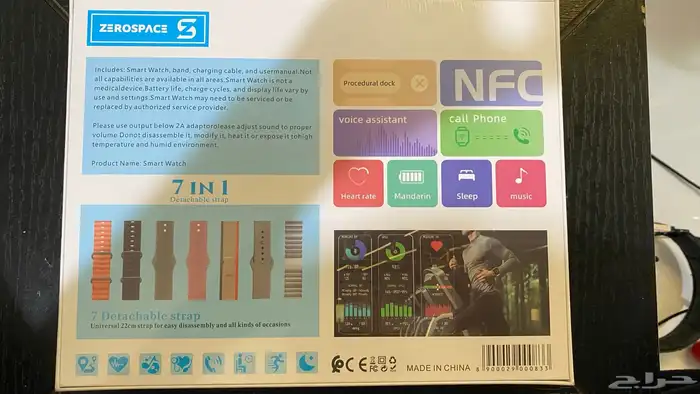 ZEROSPACE
Includes: Smart Watch, band, charging cable, and usermanual.Not
all capabilities are available in all areas.Smart Watch is not a
medicaldevice.Battery life, charge cycles, and display life vary by
use and settings.Smart Watch may need to be serviced or be
replaced by authorized service provider.
Please use output below 2A adaptorolease adjust sound to proper
volume.Donot disassemble it, modify it, heat it or expose it tohigh
temperature and humid environment.
Product Name: Smart Watch
7 IN 1
Detachable strap
7 Detachable strap
Universal 22cm strap for easy disassembly and all kinds of occasions
Procedural dock
NFC
voice assistant
call Phone
Heart rate
Mandarin
Sleep
music
CE
MADE IN CHINA
8 900029 000833
حراج